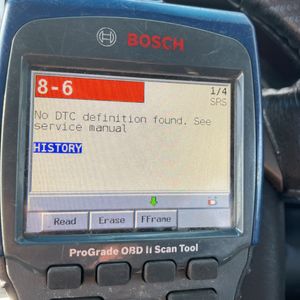 BOSCH
8-6
1/4
SRS
No DTC definition found. See
service manual
HISTORY
Read
Erase
FFrame
ProGrade OBD II Scan Tool